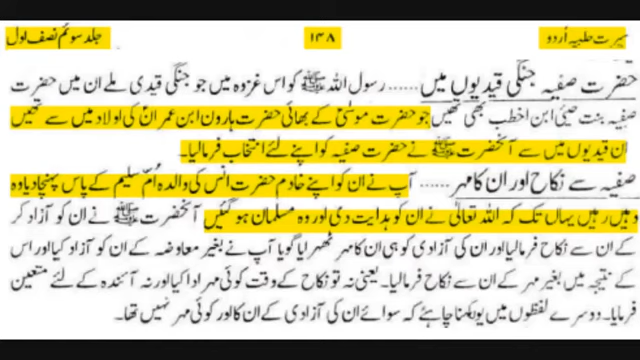 سیرت حلبیہ اُردو ۱۴۸ جلد سوئم نصف اول
حضرت صفیہ جنگی قیدیوں میں ...... رسول اللہ ﷺ کو اس غزوہ میں جو جنگی قیدی ملے ان میں حضرت
صفیہ بنت حییّ ابن اخطب بھی تھیں جو حضرت موسیٰؑ کے بھائی حضرت ہارون ابن عمرانؑ کی اولاد میں سے تھیں
ان قیدیوں میں سے آنحضرت ﷺ نے حضرت صفیہ کو اپنے لئے انتخاب فرمالیا۔
صفیہ سے نکاح اور ان کا مہر ...... آپ نے ان کو اپنے خادم حضرت انس کی والدہ اُمّ سلیم کے پاس پہنچا دیا وہ
وہیں رہیں یہاں تک کہ اللہ تعالیٰ نے ان کو ہدایت دی اور وہ مسلمان ہو گئیں آنحضرت ﷺ نے ان کو آزاد کر
کے ان سے نکاح فرمالیا اور ان کی آزادی کو ہی ان کا مہر ٹھہرایا گویا آپ نے بغیر معاوضہ کے ان کو آزاد کیا اور اس
کے نتیجہ میں بغیر مہر کے ان سے نکاح فرمالیا۔ یعنی نہ تو نکاح کے وقت کوئی مہر ادا کیا اور نہ آئندہ کے لئے متعین
فرمایا۔ دوسرے لفظوں میں یوں کہنا چاہئے کہ سوائے ان کی آزادی کے ان کا اور کوئی مہر نہیں تھا۔